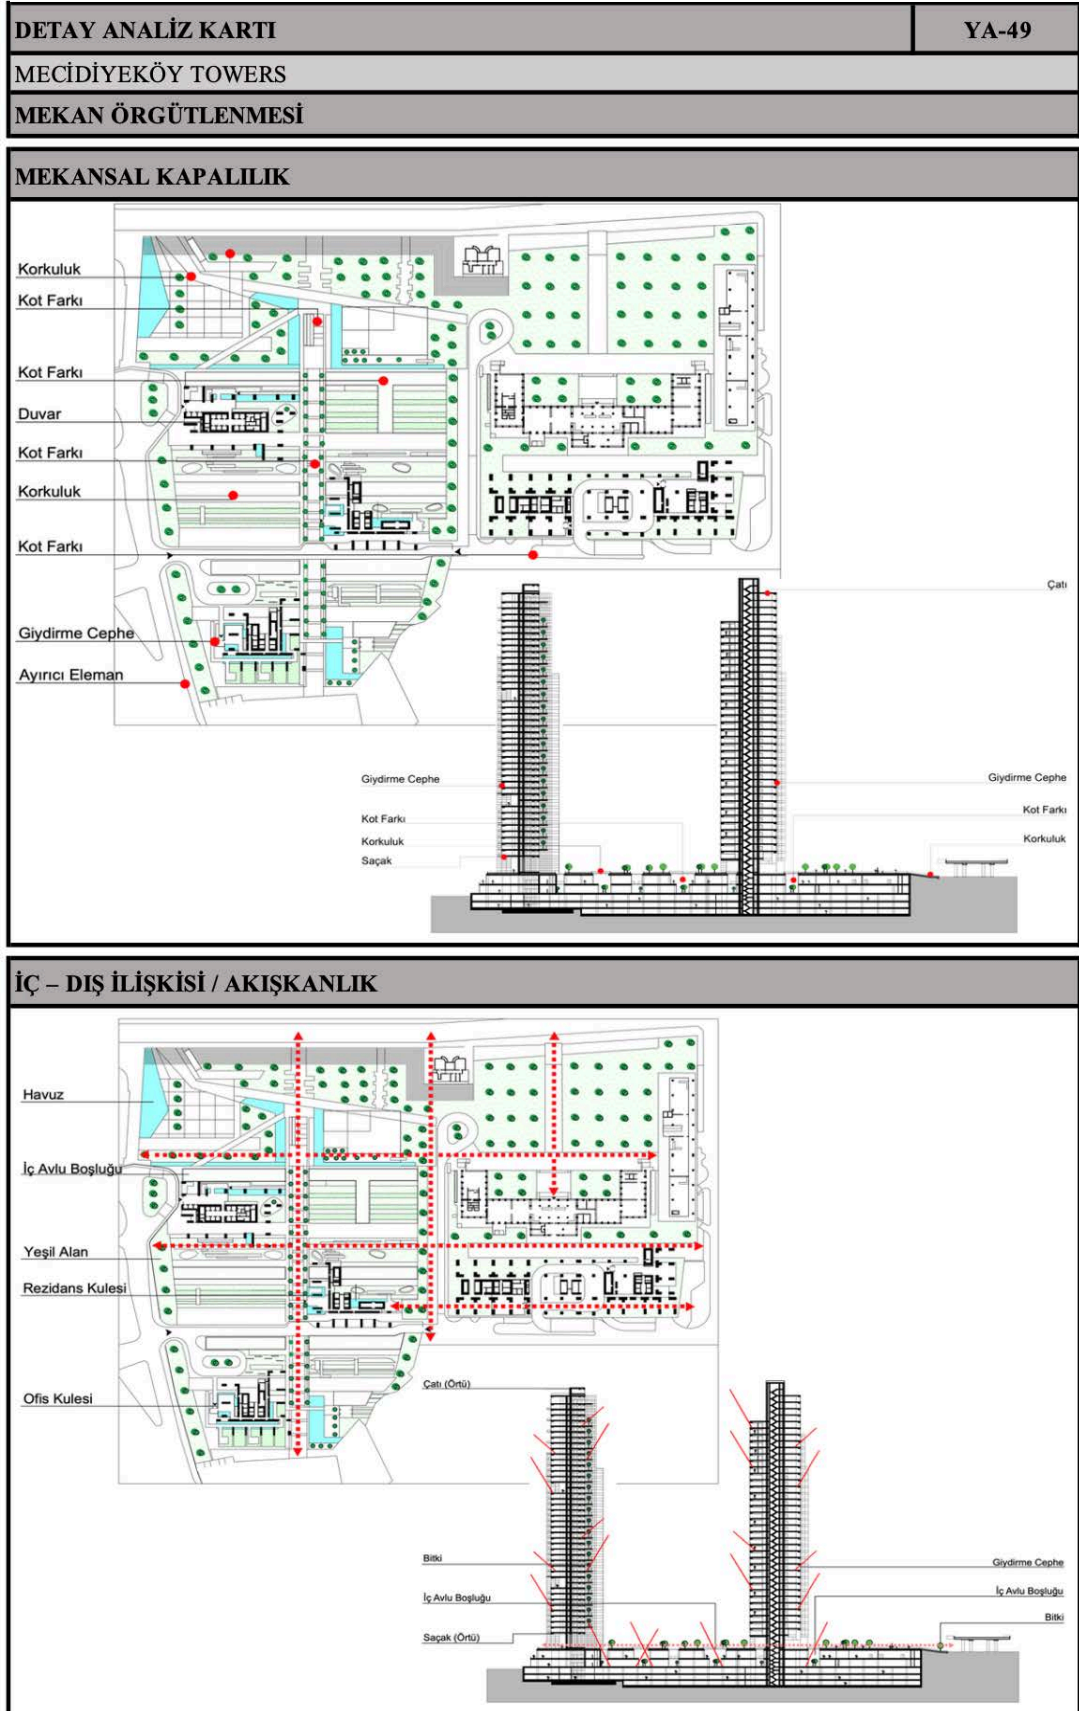 DETAY ANALİZ KARTI
YA-49
MECİDİYEKÖY TOWERS
MEKAN ÖRGÜTLENMESİ
MEKANSAL KAPALILIK
Korkuluk
Kot Farkı
Kot Farkı
Duvar
Kot Farkı
Korkuluk
Kot Farkı
Giydirme Cephe
Ayırıcı Eleman
Çatı
Giydirme Cephe
Giydirme Cephe
Kot Farkı
Kot Farkı
Korkuluk
Korkuluk
Saçak
İÇ – DIŞ İLİŞKİSİ / AKIŞKANLIK
Havuz
İç Avlu Boşluğu
Yeşil Alan
Rezidans Kulesi
Ofis Kulesi
Çatı (Örtü)
Bitki
Giydirme Cephe
İç Avlu Boşluğu
İç Avlu Boşluğu
Bitki
Saçak (Örtü)